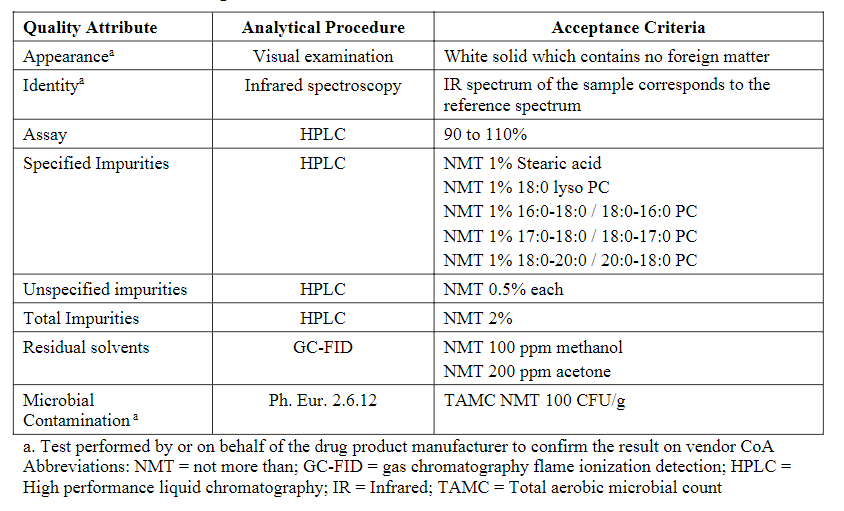 Quality Attribute Analytical Procedure Acceptance Criteria
Appearanceᵃ Visual examination White solid which contains no foreign matter
Identityᵃ Infrared spectroscopy IR spectrum of the sample corresponds to the
reference spectrum
Assay HPLC 90 to 110%
Specified Impurities HPLC NMT 1% Stearic acid
NMT 1% 18:0 lyso PC
NMT 1% 16:0-18:0 / 18:0-16:0 PC
NMT 1% 17:0-18:0 / 18:0-17:0 PC
NMT 1% 18:0-20:0 / 20:0-18:0 PC
Unspecified impurities HPLC NMT 0.5% each
Total Impurities HPLC NMT 2%
Residual solvents GC-FID NMT 100 ppm methanol
NMT 200 ppm acetone
Microbial Ph. Eur. 2.6.12 TAMC NMT 100 CFU/g
Contamination ᵃ
a. Test performed by or on behalf of the drug product manufacturer to confirm the result on vendor CoA
Abbreviations: NMT = not more than; GC-FID = gas chromatography flame ionization detection; HPLC =
High performance liquid chromatography; IR = Infrared; TAMC = Total aerobic microbial count